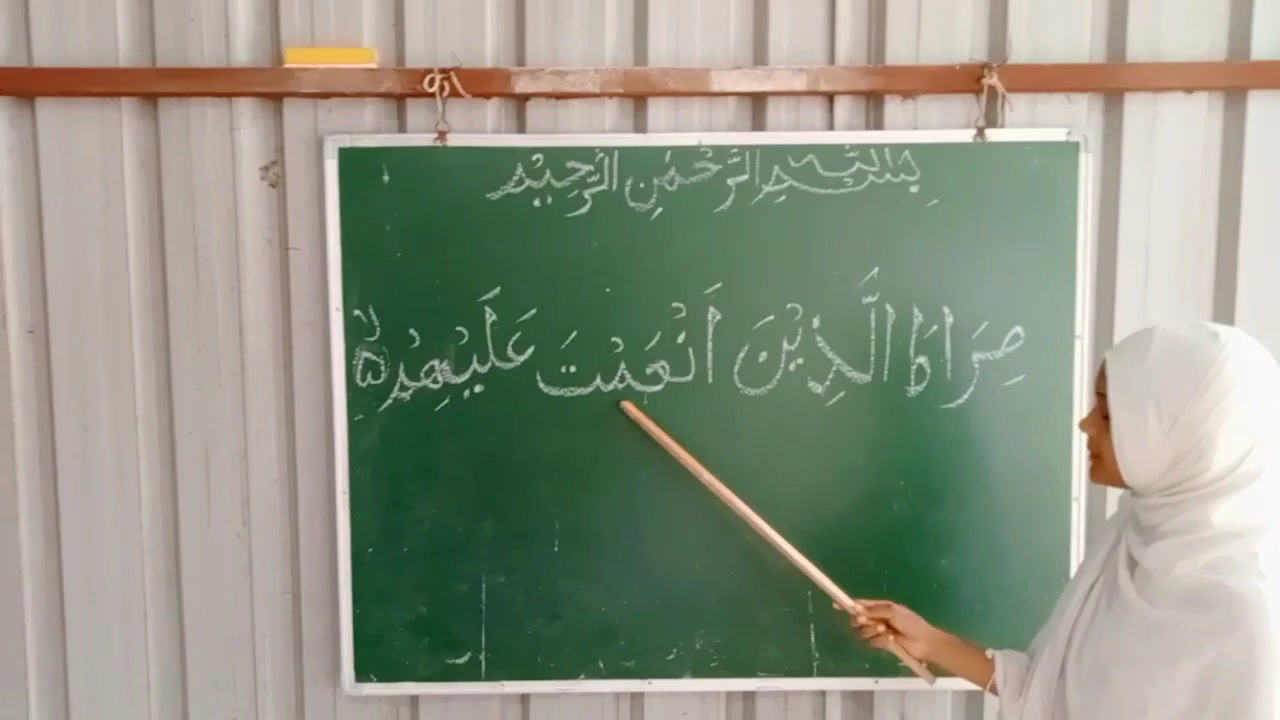 بِسْمِ اللّٰهِ الرَّحْمٰنِ الرَّحِيْمِ
صِرَاطَ الَّذِيْنَ اَنْعَمْتَ عَلَيْهِمْ ۙ۬ۙ